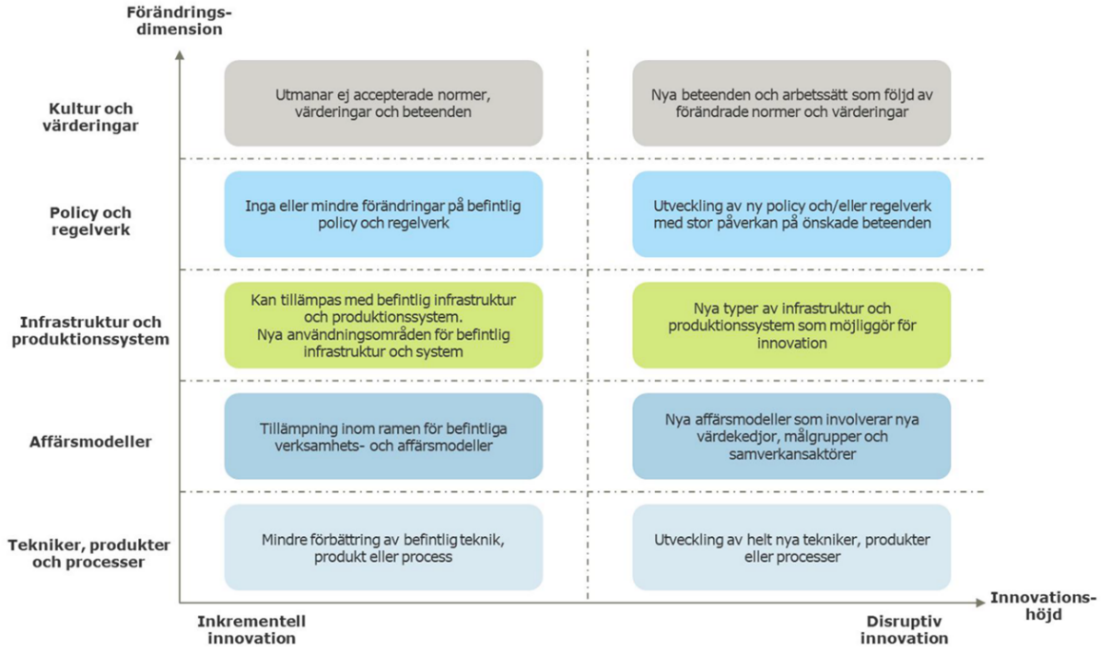 Förändrings-
dimension
Kultur och
värderingar
Utmanar ej accepterade normer,
värderingar och beteenden
Nya beteenden och arbetssätt som följd av
förändrade normer och värderingar
Policy och
regelverk
Inga eller mindre förändringar på befintlig
policy och regelverk
Utveckling av ny policy och/eller regelverk
med stor påverkan på önskade beteenden
Infrastruktur och
produktionssystem
Kan tillämpas med befintlig infrastruktur
och produktionssystem.
Nya användningsområden för befintlig
infrastruktur och system
Nya typer av infrastruktur och
produktionssystem som möjliggör för
innovation
Affärsmodeller
Tillämpning inom ramen för befintliga
verksamhets- och affärsmodeller
Nya affärsmodeller som involverar nya
värdekedjor, målgrupper och
samverkansaktörer
Tekniker, produkter
och processer
Mindre förbättring av befintlig teknik,
produkt eller process
Utveckling av helt nya tekniker, produkter
eller processer
Innovations-
höjd
Inkrementell
innovation
Disruptiv
innovation